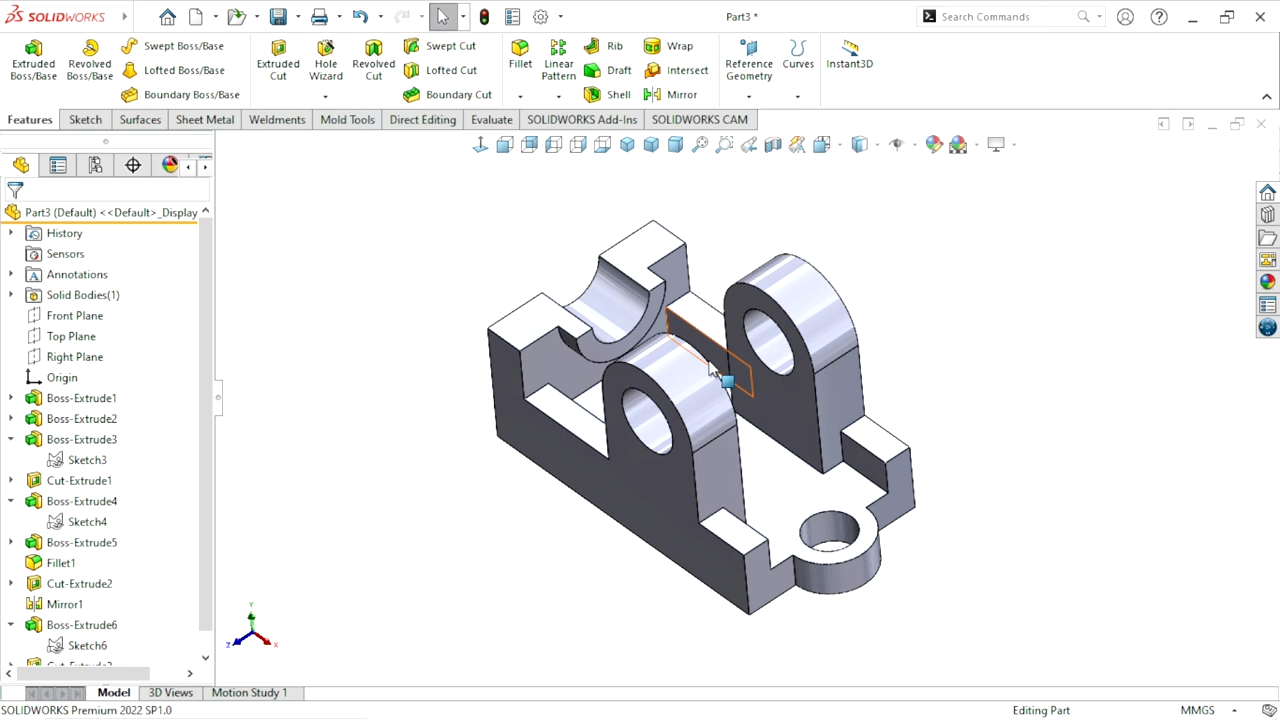 SOLIDWORKS
Part3 *
Search Commands
Extruded Boss/Base
Revolved Boss/Base
Swept Boss/Base
Lofted Boss/Base
Boundary Boss/Base
Extruded Cut
Hole Wizard
Revolved Cut
Swept Cut
Lofted Cut
Boundary Cut
Fillet
Linear Pattern
Rib
Draft
Shell
Wrap
Intersect
Mirror
Reference Geometry
Curves
Instant3D
Features
Sketch
Surfaces
Sheet Metal
Weldments
Mold Tools
Direct Editing
Evaluate
SOLIDWORKS Add-Ins
SOLIDWORKS CAM
Part3 (Default) <<Default>_Display
History
Sensors
Annotations
Solid Bodies(1)
Front Plane
Top Plane
Right Plane
Origin
Boss-Extrude1
Boss-Extrude2
Boss-Extrude3
Sketch3
Cut-Extrude1
Boss-Extrude4
Sketch4
Boss-Extrude5
Fillet1
Cut-Extrude2
Mirror1
Boss-Extrude6
Sketch6
Y
Z
X
Model
3D Views
Motion Study 1
SOLIDWORKS Premium 2022 SP1.0
Editing Part
MMGS